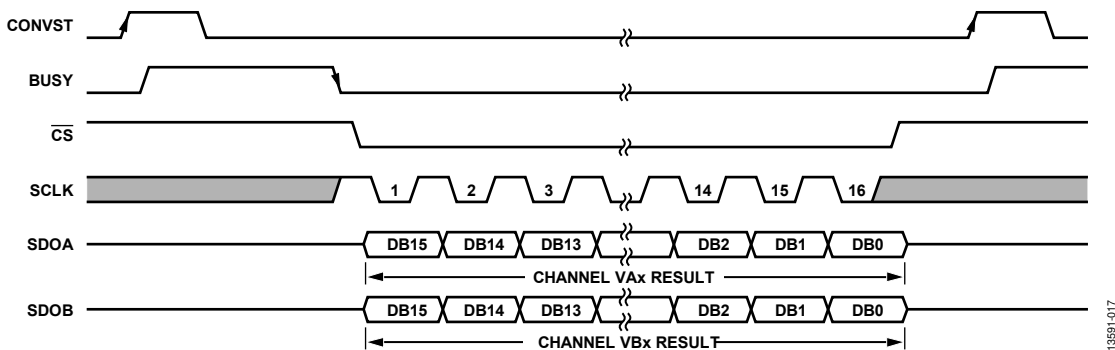 CONVST
BUSY
CS
SCLK 1 2 3 14 15 16
SDOA DB15 DB14 DB13 DB2 DB1 DB0
CHANNEL VAx RESULT
SDOB DB15 DB14 DB13 DB2 DB1 DB0
CHANNEL VBx RESULT
13591-017